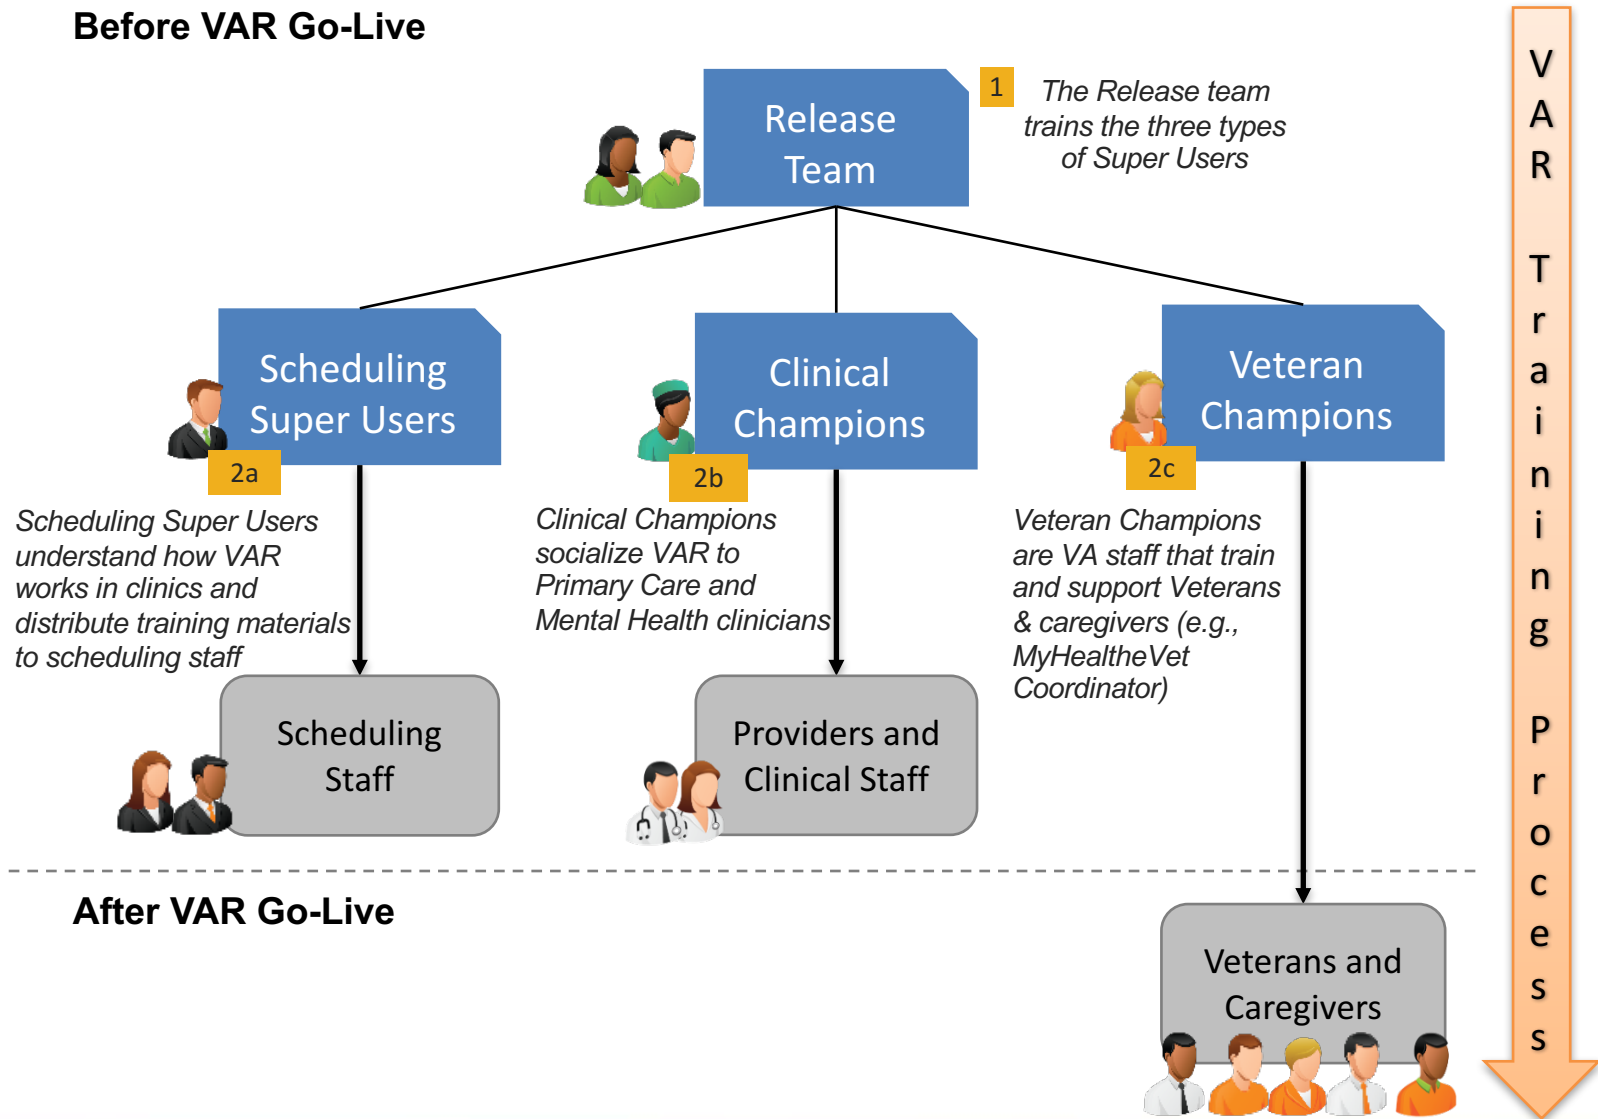 Before VAR Go-Live
Release
Team
1
The Release team
trains the three types
of Super Users
Scheduling
Super Users
2a
Scheduling Super Users
understand how VAR
works in clinics and
distribute training materials
to scheduling staff
Clinical
Champions
2b
Clinical Champions
socialize VAR to
Primary Care and
Mental Health clinicians
Veteran
Champions
2c
Veteran Champions
are VA staff that train
and support Veterans
& caregivers (e.g.,
MyHealtheVet
Coordinator)
Scheduling
Staff
Providers and
Clinical Staff
After VAR Go-Live
Veterans and
Caregivers
VAR Training Process